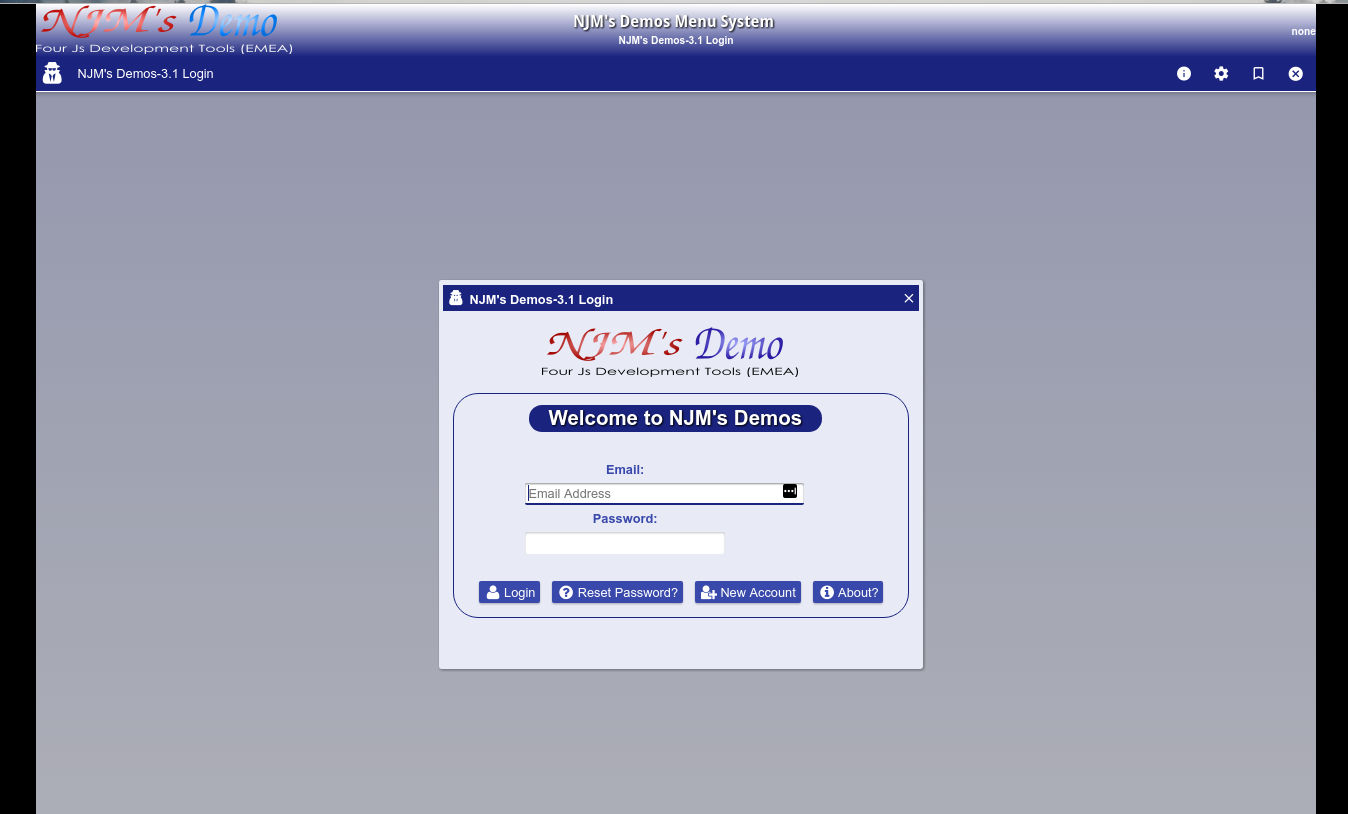 NJM's Demo
Four Js Development Tools (EMEA)
NJM's Demos Menu System
NJM's Demos-3.1 Login
none
NJM's Demos-3.1 Login
NJM's Demos-3.1 Login
NJM's Demo
Four Js Development Tools (EMEA)
Welcome to NJM's Demos
Email:
Email Address
Password:
Login Reset Password? New Account About?